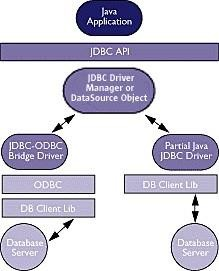 Java
Application
JDBC API
JDBC Driver
Manager or
DataSource Object
JDBC-ODBC
Bridge Driver
Partial Java
JDBC Driver
ODBC
DB Client Lib
DB Client Lib
Database
Server
Database
Server